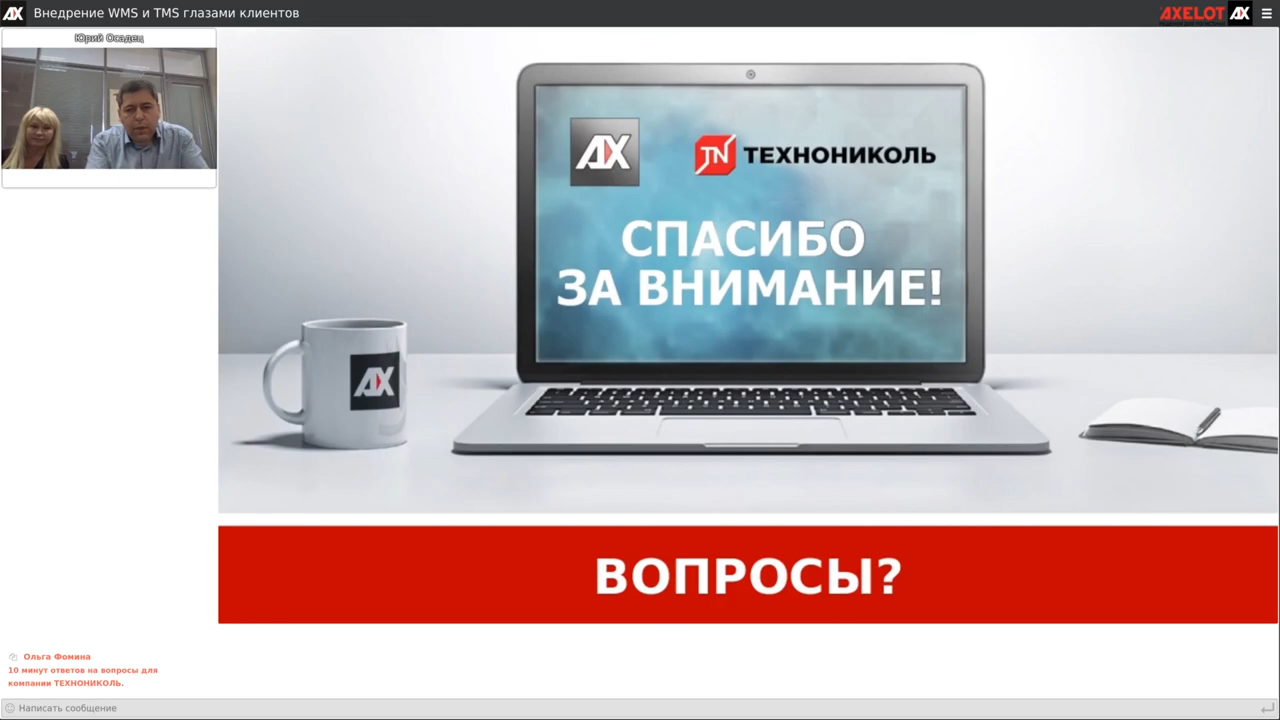 Внедрение WMS и TMS глазами клиентов
AXELOT
AX
Юрий Осадец
AX
TN ТЕХНОНИКОЛЬ
СПАСИБО
ЗА ВНИМАНИЕ!
AX
ВОПРОСЫ?
Ольга Фомина
10 минут ответов на вопросы для
компании ТЕХНОНИКОЛЬ.
Написать сообщение